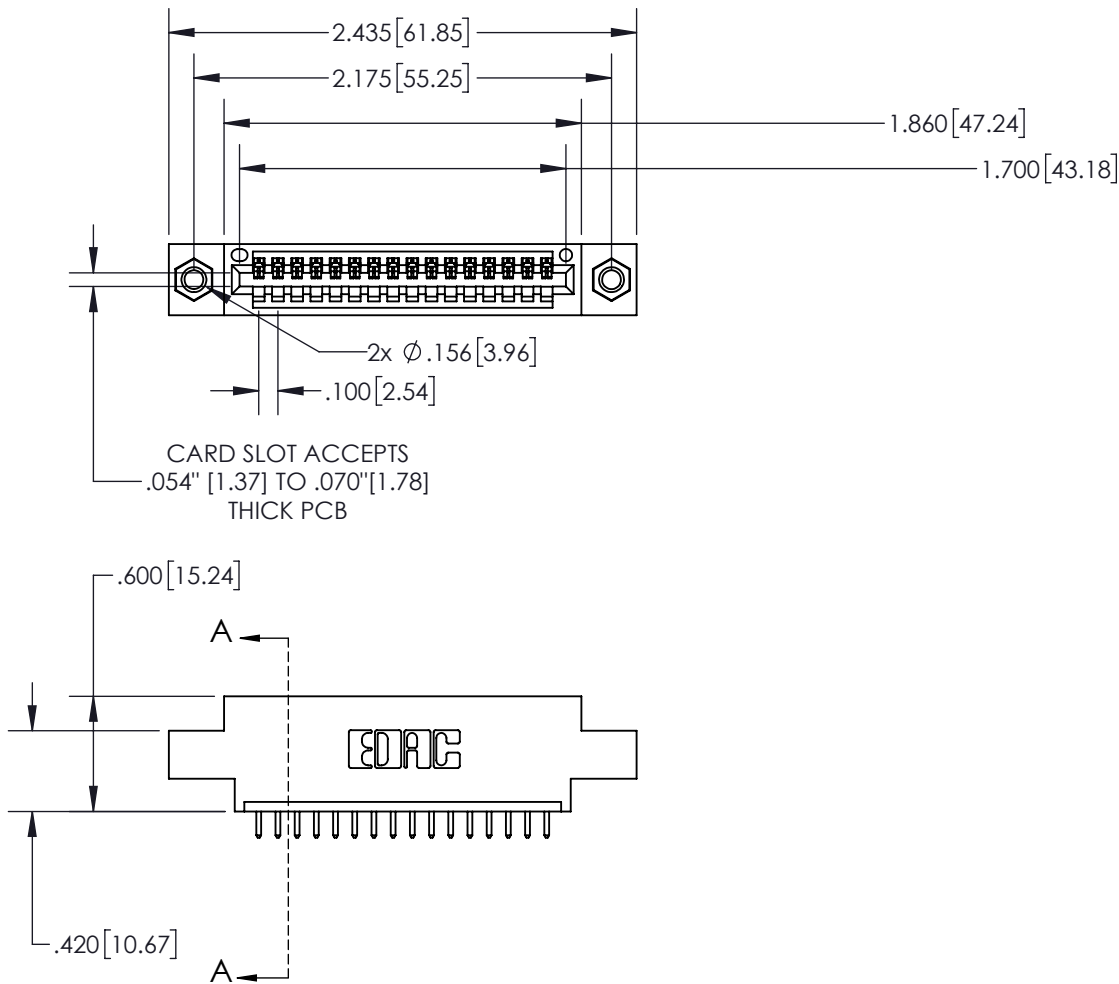 2.435[61.85]
2.175[55.25]
1.860[47.24]
1.700[43.18]
2x ∅.156[3.96]
.100[2.54]
CARD SLOT ACCEPTS
.054" [1.37] TO .070"[1.78]
THICK PCB
.600[15.24]
A
EDAC
.420[10.67]
A